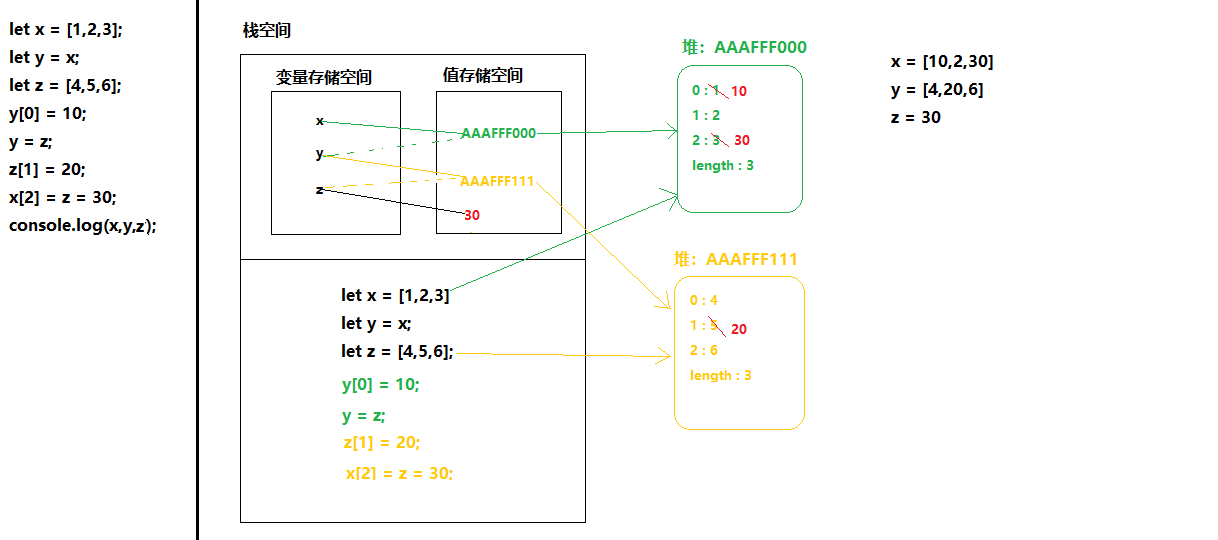 let x = [1,2,3];
let y = x;
let z = [4,5,6];
y[0] = 10;
y = z;
z[1] = 20;
x[2] = z = 30;
console.log(x,y,z);
栈空间
变量存储空间
值存储空间
x
y
z
AAAFFF000
AAAFFF111
30
let x = [1,2,3]
let y = x;
let z = [4,5,6];
y[0] = 10;
y = z;
z[1] = 20;
x[2] = z = 30;
堆：AAAFFF000
0 : 1 10
1 : 2
2 : 3 30
length : 3
堆：AAAFFF111
0 : 4
1 : 5 20
2 : 6
length : 3
x = [10,2,30]
y = [4,20,6]
z = 30